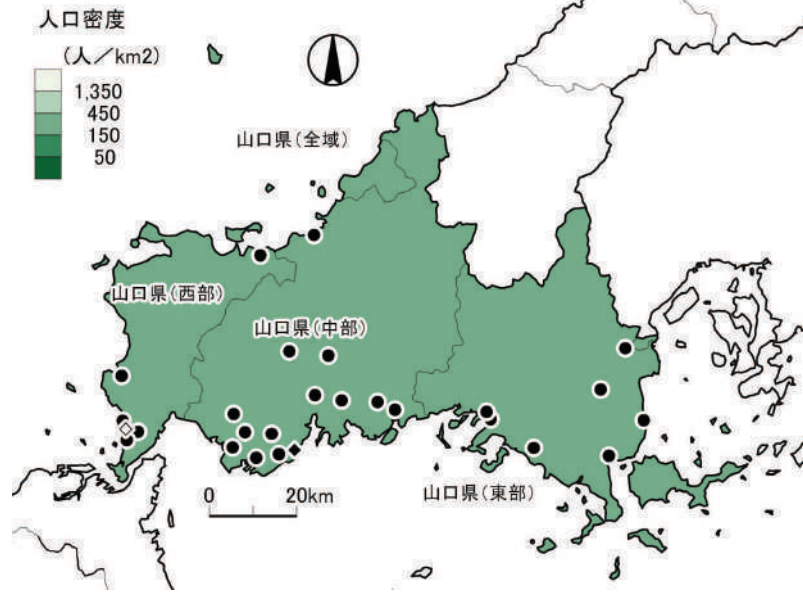 人口密度
(人／km2)
1,350
450
150
50
山口県(全域)
山口県(西部)
山口県(中部)
0 20km
山口県(東部)